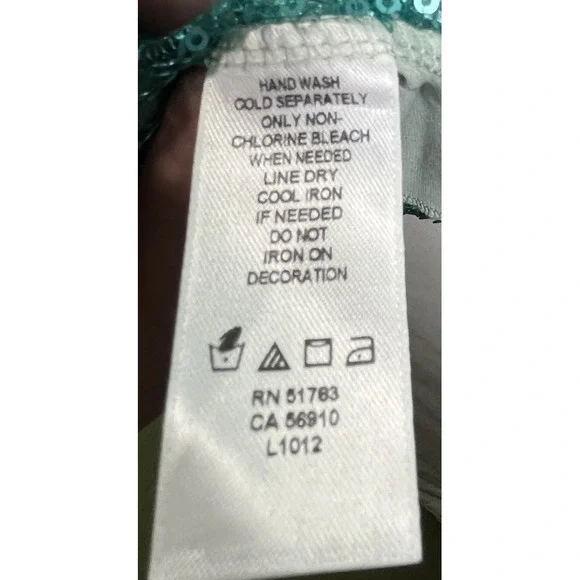 HAND WASH
COLD SEPARATELY
ONLY NON-
CHLORINE BLEACH
WHEN NEEDED
LINE DRY
COOL IRON
IF NEEDED
DO NOT
IRON ON
DECORATION
RN 51763
CA 56910
L1012